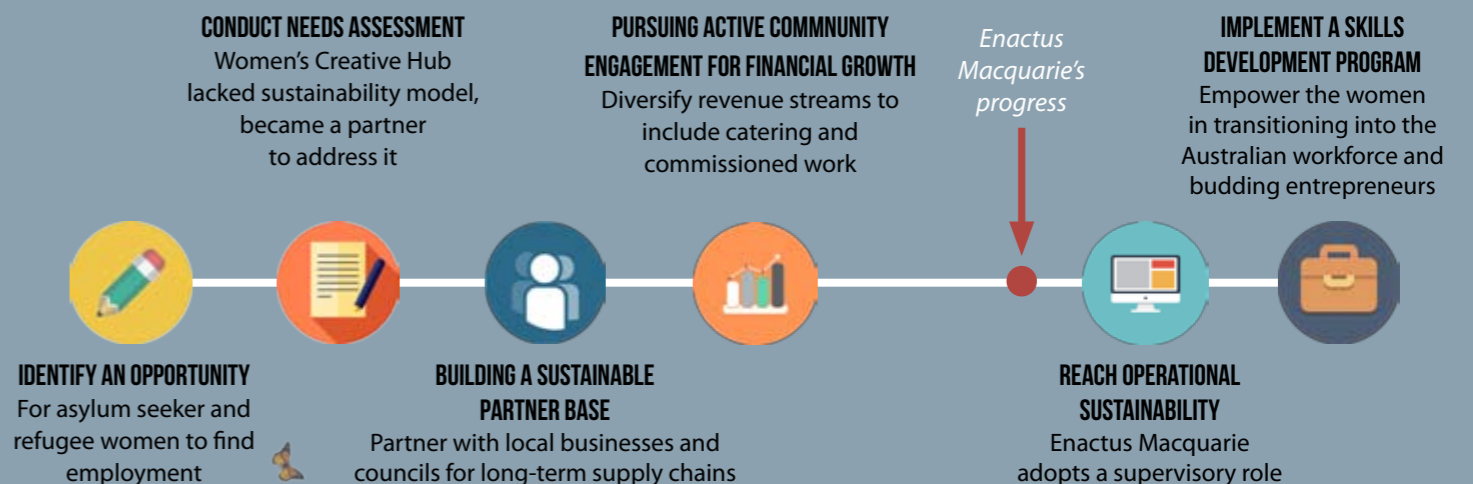 CONDUCT NEEDS ASSESSMENT
Women's Creative Hub
lacked sustainability model,
became a partner
to address it
PURSUING ACTIVE COMMNUNITY
ENGAGEMENT FOR FINANCIAL GROWTH
Diversify revenue streams to
include catering and
commissioned work
Enactus
Macquarie's
progress
IMPLEMENT A SKILLS
DEVELOPMENT PROGRAM
Empower the women
in transitioning into the
Australian workforce and
budding entrepreneurs
IDENTIFY AN OPPORTUNITY
For asylum seeker and
refugee women to find
employment
BUILDING A SUSTAINABLE
PARTNER BASE
Partner with local businesses and
councils for long-term supply chains
REACH OPERATIONAL
SUSTAINABILITY
Enactus Macquarie
adopts a supervisory role